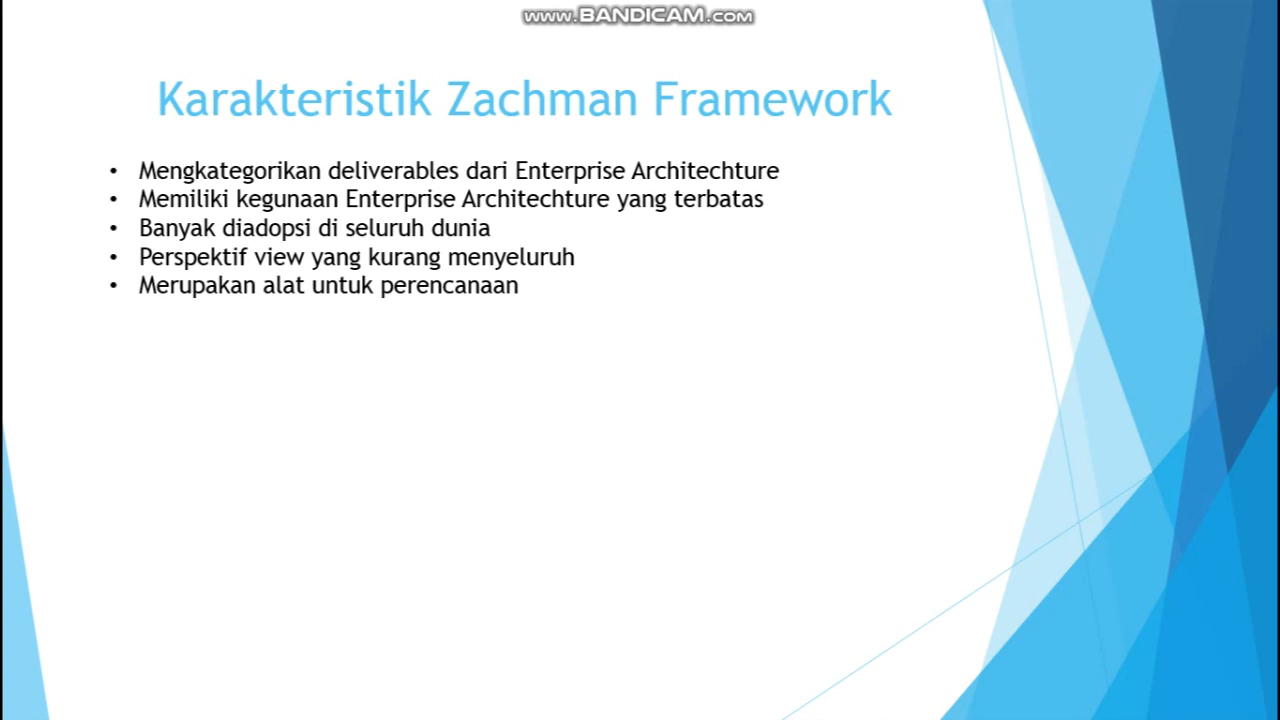 www.BANDICAM.com
Karakteristik Zachman Framework
• Mengkategorikan deliverables dari Enterprise Architechture
• Memiliki kegunaan Enterprise Architechture yang terbatas
• Banyak diadopsi di seluruh dunia
• Perspektif view yang kurang menyeluruh
• Merupakan alat untuk perencanaan